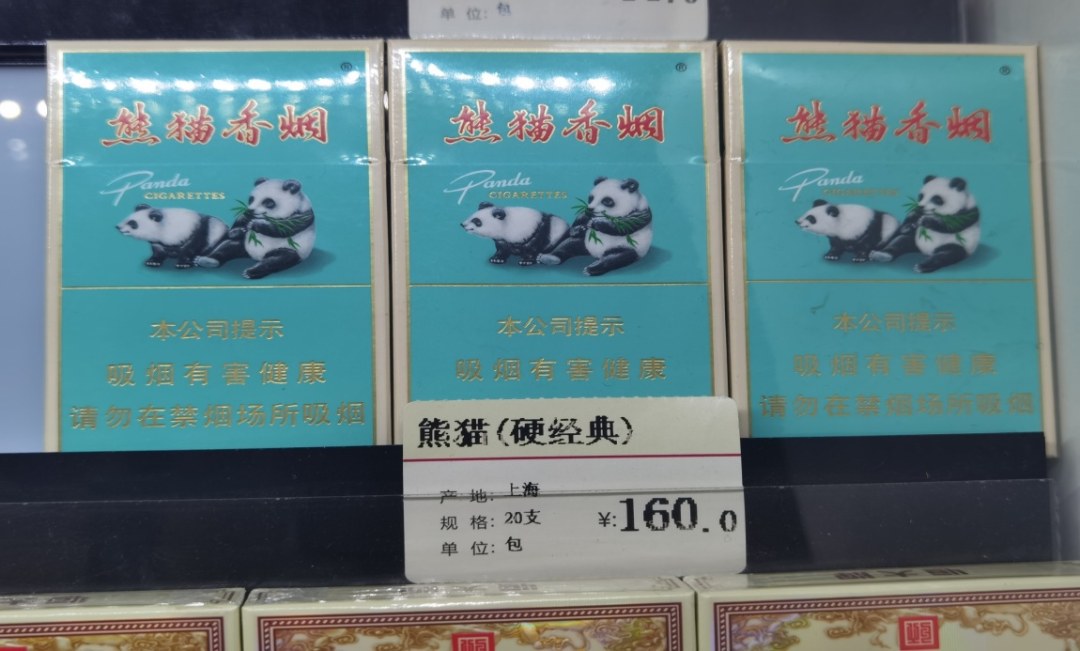 单 位: 包
熊猫香烟
Panda
CIGARETTES
本公司提示
吸烟有害健康
请勿在禁烟场所吸烟
熊猫香烟
Panda
CIGARETTES
本公司提示
吸烟有害健康
熊猫香烟
Panda
CIGARETTES
本公司提示
吸烟有害健康
请勿在禁烟场所吸烟
熊猫(硬经典)
产 地: 上海
规 格: 20支
单 位: 包
¥:160.0